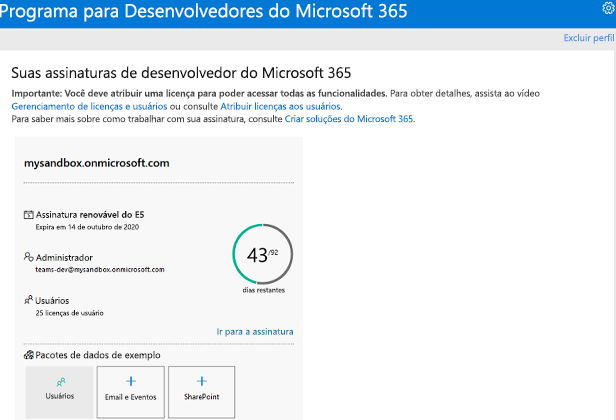 Programa para Desenvolvedores do Microsoft 365
Excluir perfil
Suas assinaturas de desenvolvedor do Microsoft 365
Importante: Você deve atribuir uma licença para poder acessar todas as funcionalidades. Para obter detalhes, assista ao vídeo
Gerenciamento de licenças e usuários ou consulte Atribuir licenças aos usuários.
Para saber mais sobre como trabalhar com sua assinatura, consulte Criar soluções do Microsoft 365.
mysandbox.onmicrosoft.com
Assinatura renovável do E5
Expira em 14 de outubro de 2020
Administrador
teams-dev@mysandbox.onmicrosoft.com
43/92
dias restantes
Usuários
25 licenças de usuário
Ir para a assinatura
Pacotes de dados de exemplo
Usuários
Email e Eventos
SharePoint